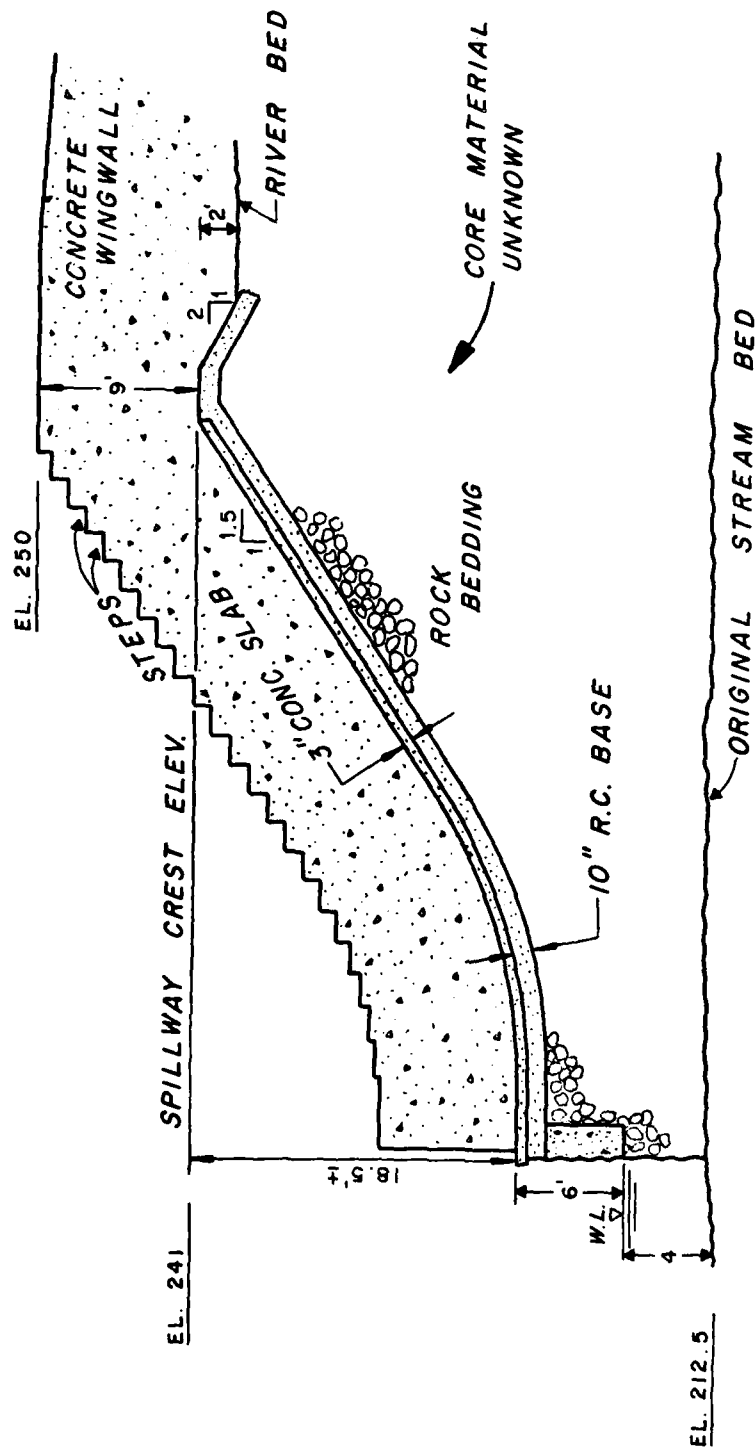 EL. 250
CONCRETE
WINGWALL
9'
STEPS
2
1
2'
RIVER BED
EL. 241
SPILLWAY CREST ELEV.
1.5
1
3" CONC SLAB
18.5'±
ROCK
BEDDING
CORE MATERIAL
UNKNOWN
10" R.C. BASE
6'
W.L.
4
EL. 212.5
ORIGINAL STREAM BED